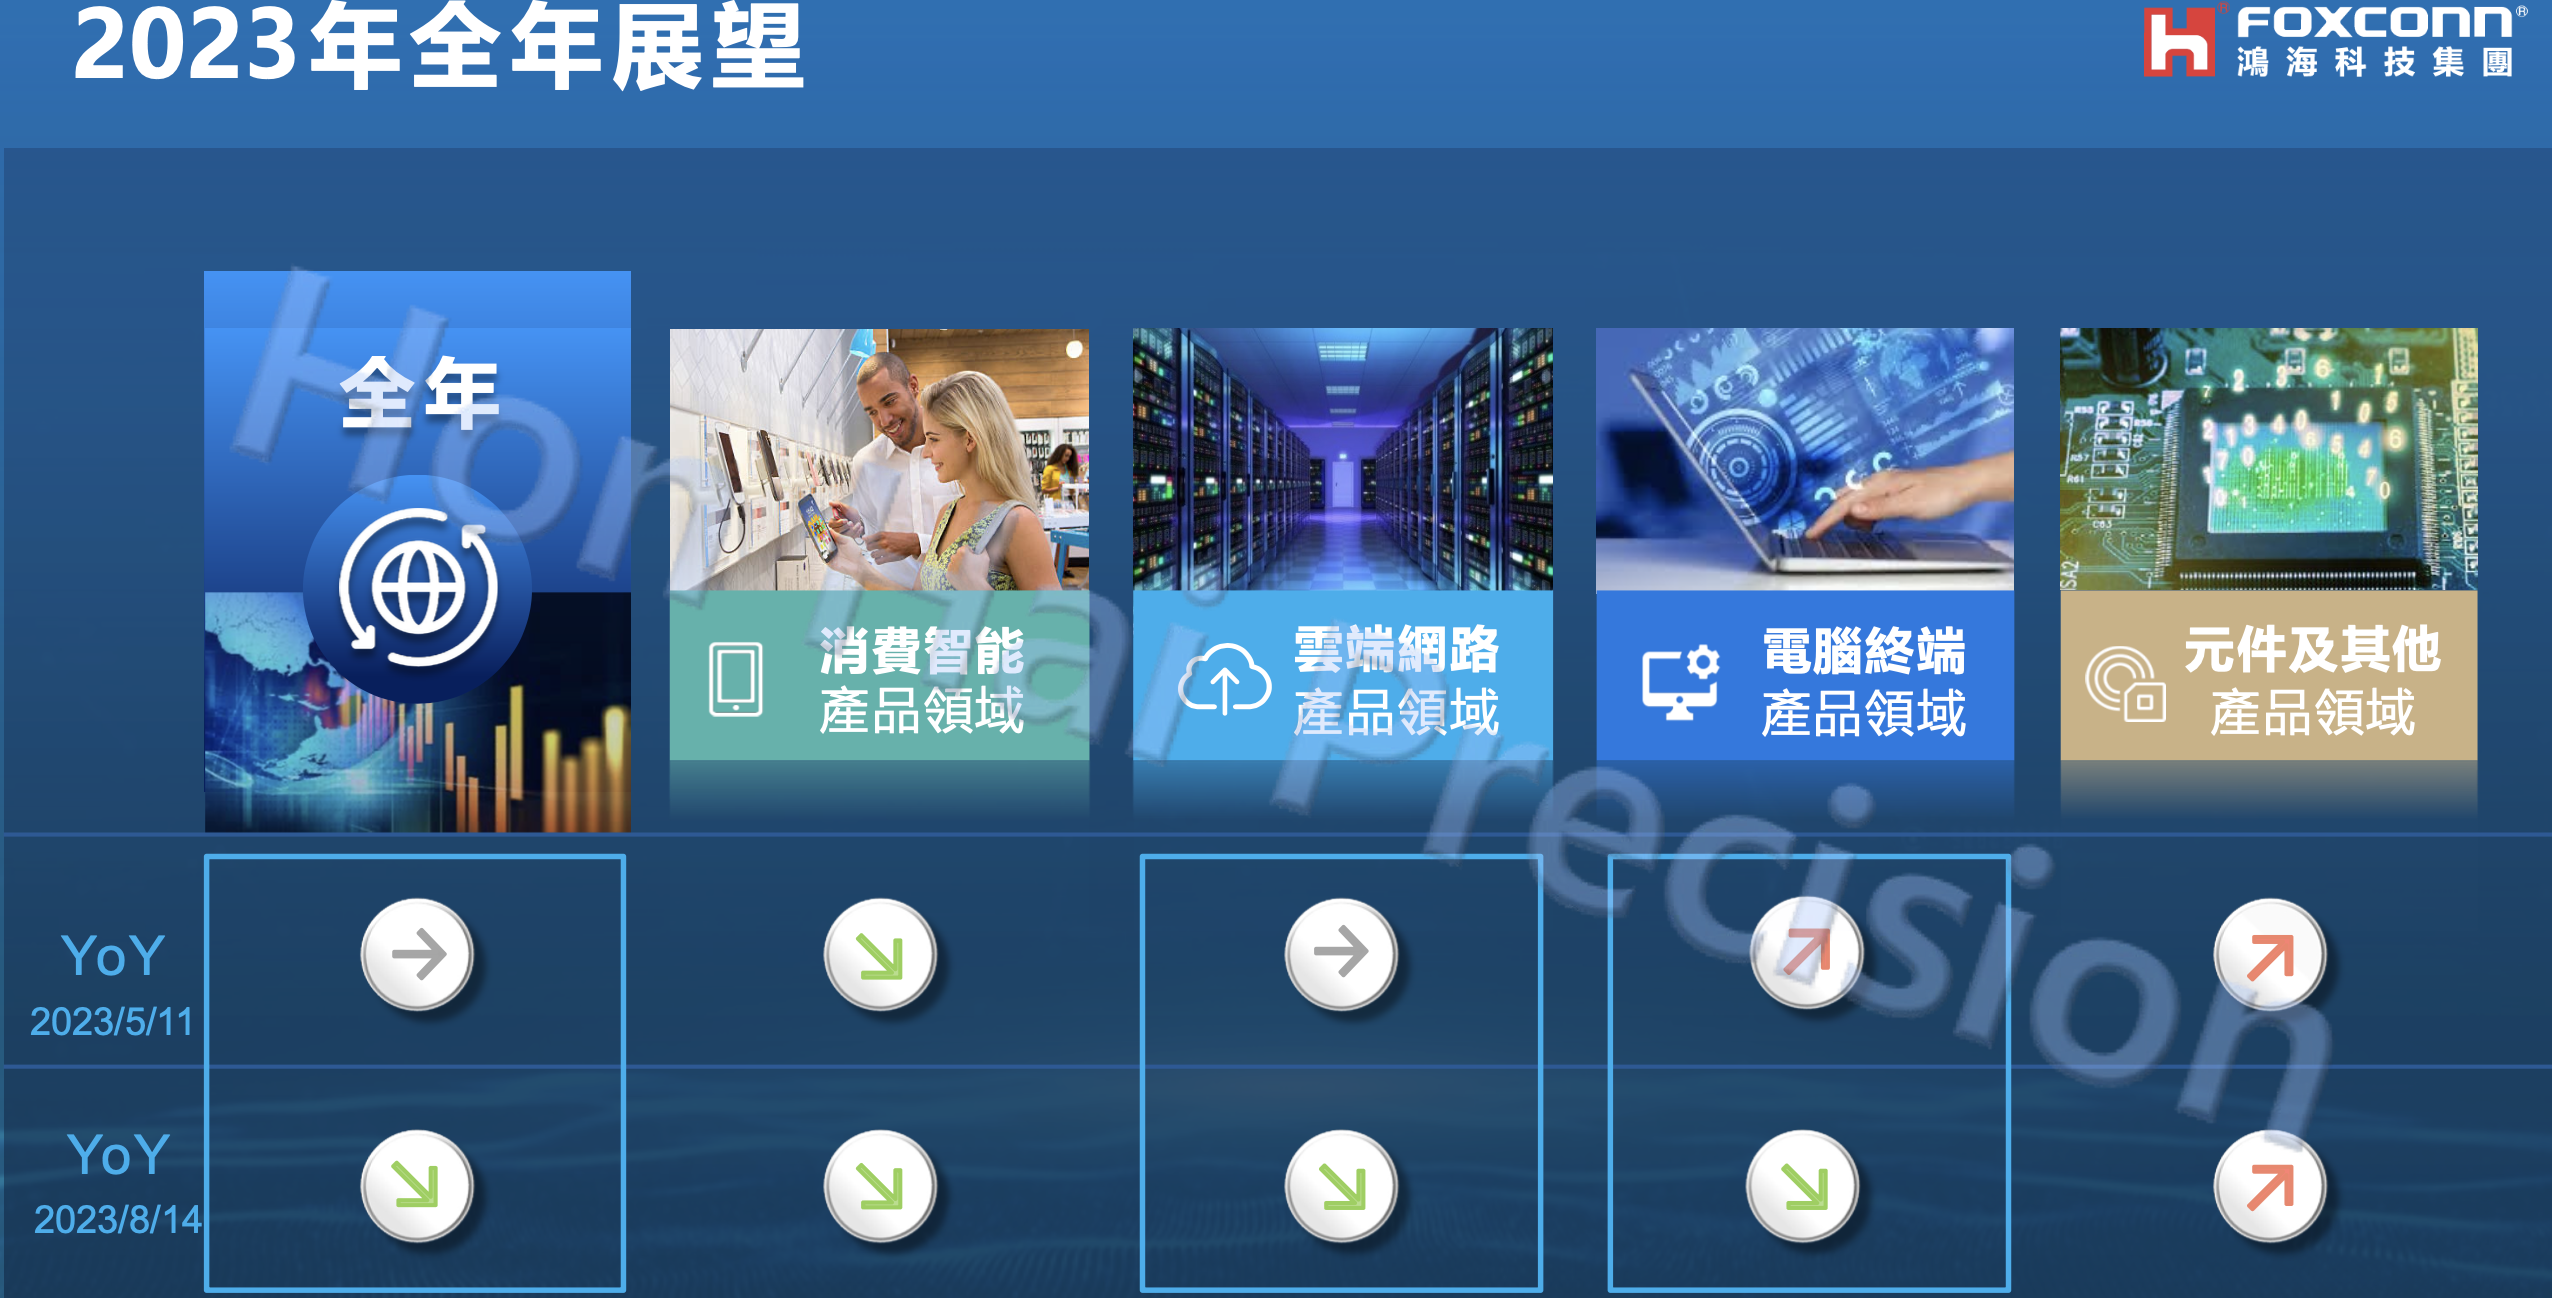 2023年全年展望
FOXCONN®
鴻海科技集團
全年
消費智能
產品領域
雲端網路
產品領域
電腦終端
產品領域
元件及其他
產品領域
YoY
2023/5/11
YoY
2023/8/14
Hon Hai Precision